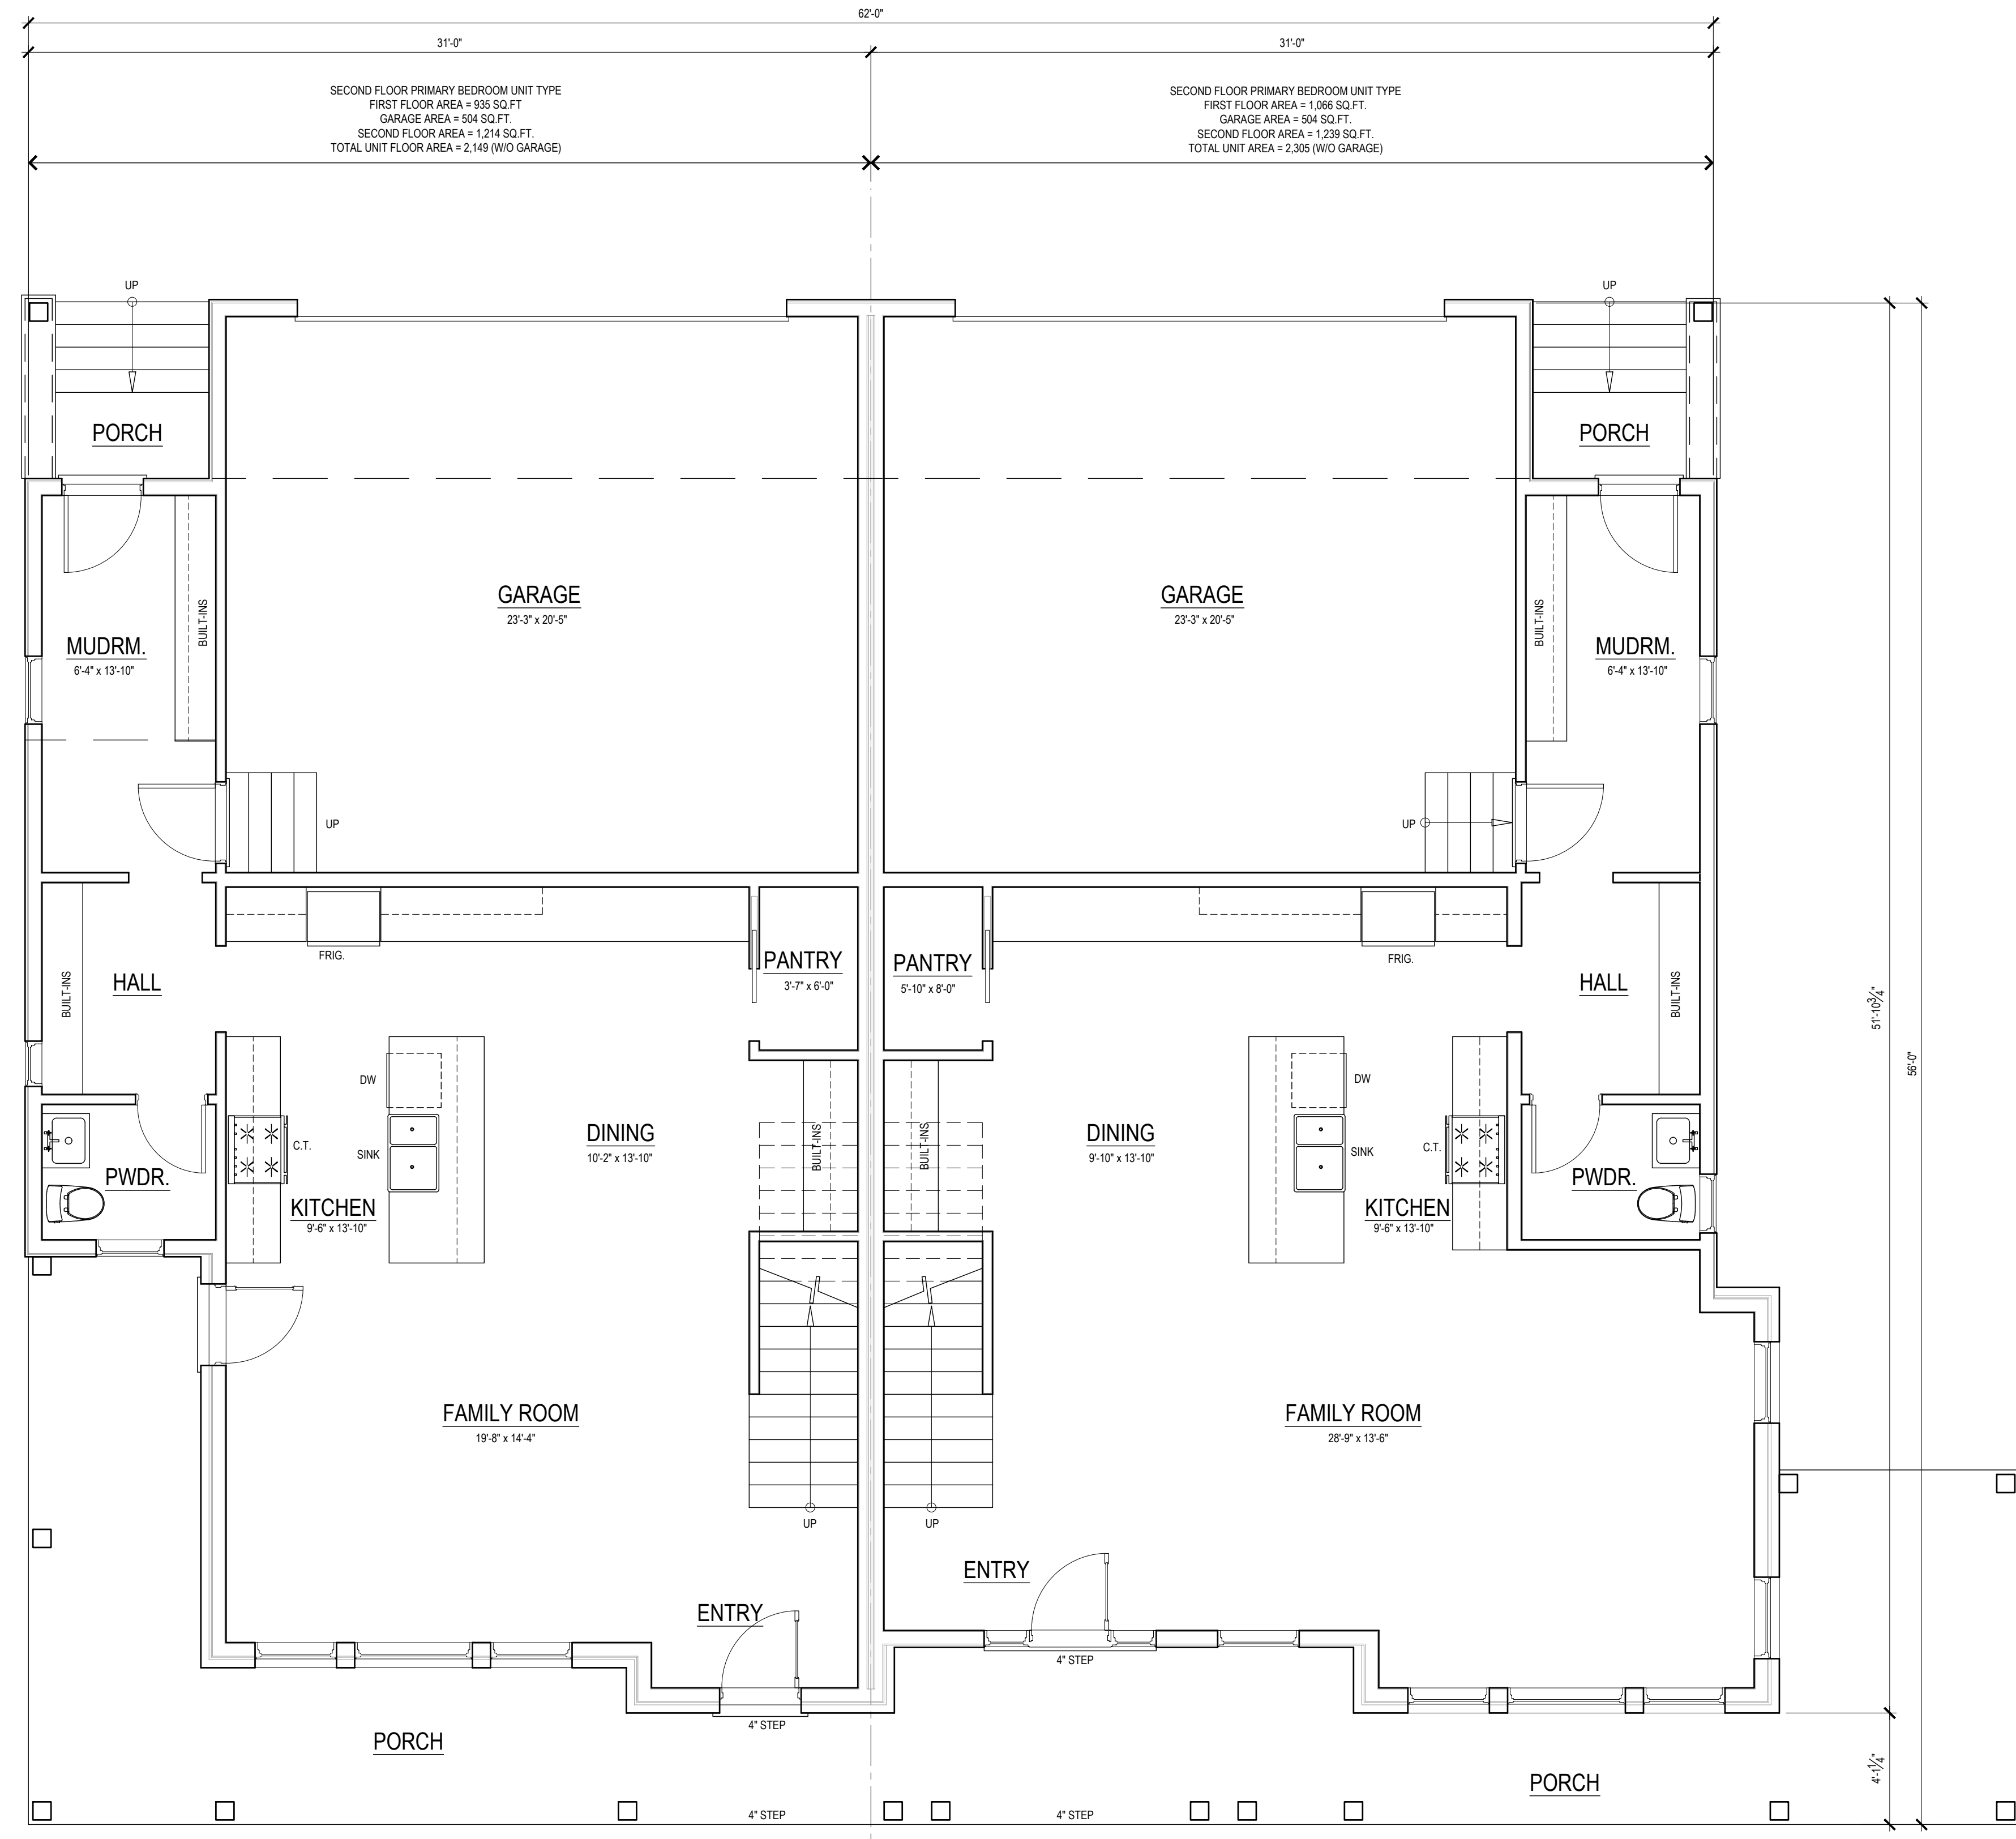 62'-0"
31'-0"
31'-0"
SECOND FLOOR PRIMARY BEDROOM UNIT TYPE
FIRST FLOOR AREA = 935 SQ.FT
GARAGE AREA = 504 SQ.FT.
SECOND FLOOR AREA = 1,214 SQ.FT.
TOTAL UNIT FLOOR AREA = 2,149 (W/O GARAGE)
SECOND FLOOR PRIMARY BEDROOM UNIT TYPE
FIRST FLOOR AREA = 1,066 SQ.FT.
GARAGE AREA = 504 SQ.FT.
SECOND FLOOR AREA = 1,239 SQ.FT.
TOTAL UNIT AREA = 2,305 (W/O GARAGE)
UP
UP
PORCH
PORCH
GARAGE
23'-3" x 20'-5"
GARAGE
23'-3" x 20'-5"
BUILT-INS
BUILT-INS
MUDRM.
6'-4" x 13'-10"
MUDRM.
6'-4" x 13'-10"
UP
UP
FRIG.
FRIG.
PANTRY
3'-7" x 6'-0"
PANTRY
5'-10" x 8'-0"
HALL
HALL
BUILT-INS
BUILT-INS
51'-10¾"
56'-0"
DW
DW
DINING
10'-2" x 13'-10"
DINING
9'-10" x 13'-10"
BUILT-INS
BUILT-INS
C.T.
SINK
SINK
C.T.
PWDR.
PWDR.
KITCHEN
9'-6" x 13'-10"
KITCHEN
9'-6" x 13'-10"
FAMILY ROOM
19'-8" x 14'-4"
FAMILY ROOM
28'-9" x 13'-6"
UP
UP
ENTRY
ENTRY
4" STEP
4" STEP
PORCH
PORCH
4'-1¼"
4" STEP
4" STEP